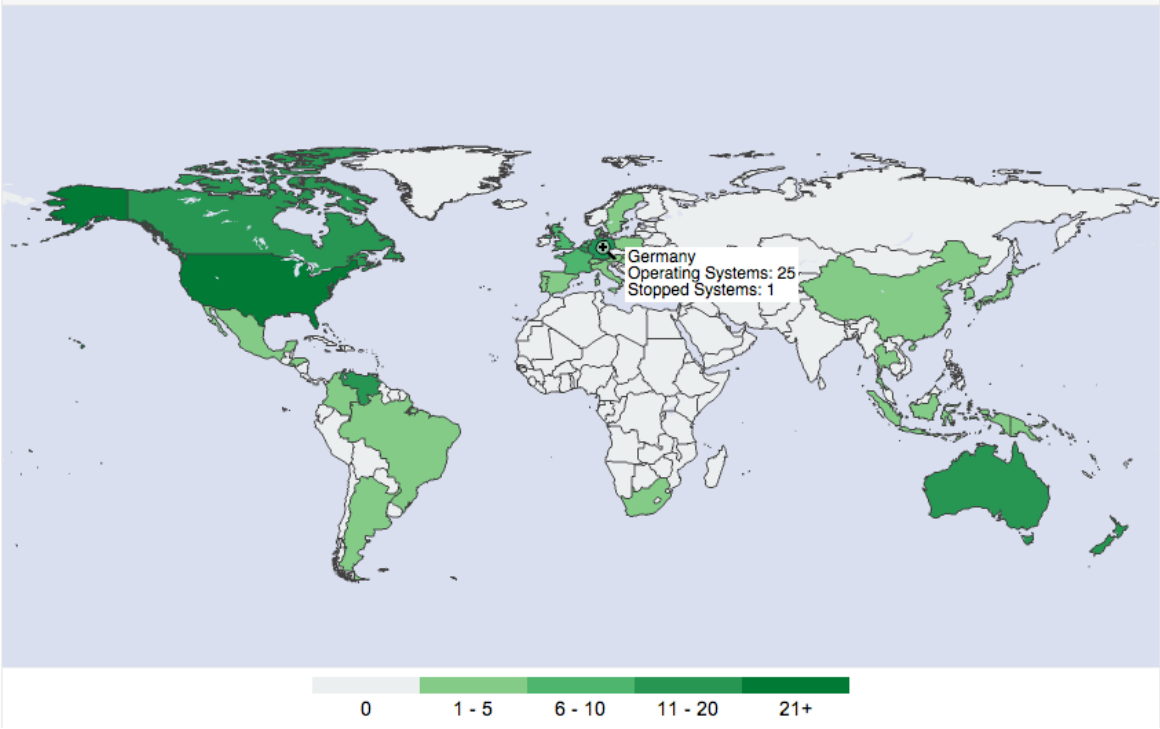 Germany
Operating Systems: 25
Stopped Systems: 1
0 1 - 5 6 - 10 11 - 20 21+